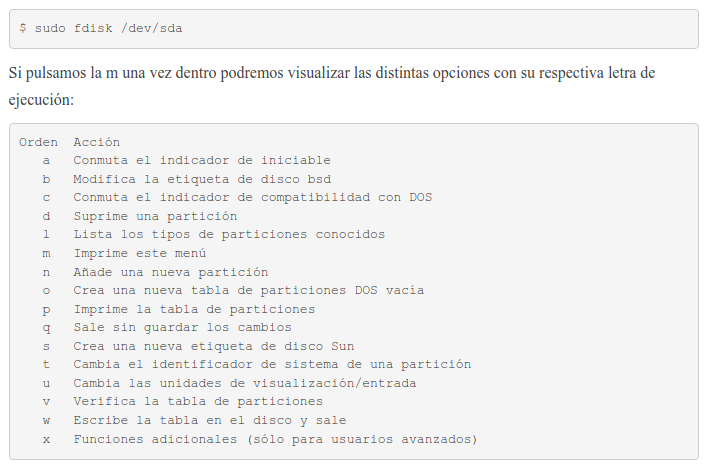 $ sudo fdisk /dev/sda
Si pulsamos la m una vez dentro podremos visualizar las distintas opciones con su respectiva letra de
ejecución:
Orden  Acción
   a   Conmuta el indicador de iniciable
   b   Modifica la etiqueta de disco bsd
   c   Conmuta el indicador de compatibilidad con DOS
   d   Suprime una partición
   l   Lista los tipos de particiones conocidos
   m   Imprime este menú
   n   Añade una nueva partición
   o   Crea una nueva tabla de particiones DOS vacía
   p   Imprime la tabla de particiones
   q   Sale sin guardar los cambios
   s   Crea una nueva etiqueta de disco Sun
   t   Cambia el identificador de sistema de una partición
   u   Cambia las unidades de visualización/entrada
   v   Verifica la tabla de particiones
   w   Escribe la tabla en el disco y sale
   x   Funciones adicionales (sólo para usuarios avanzados)